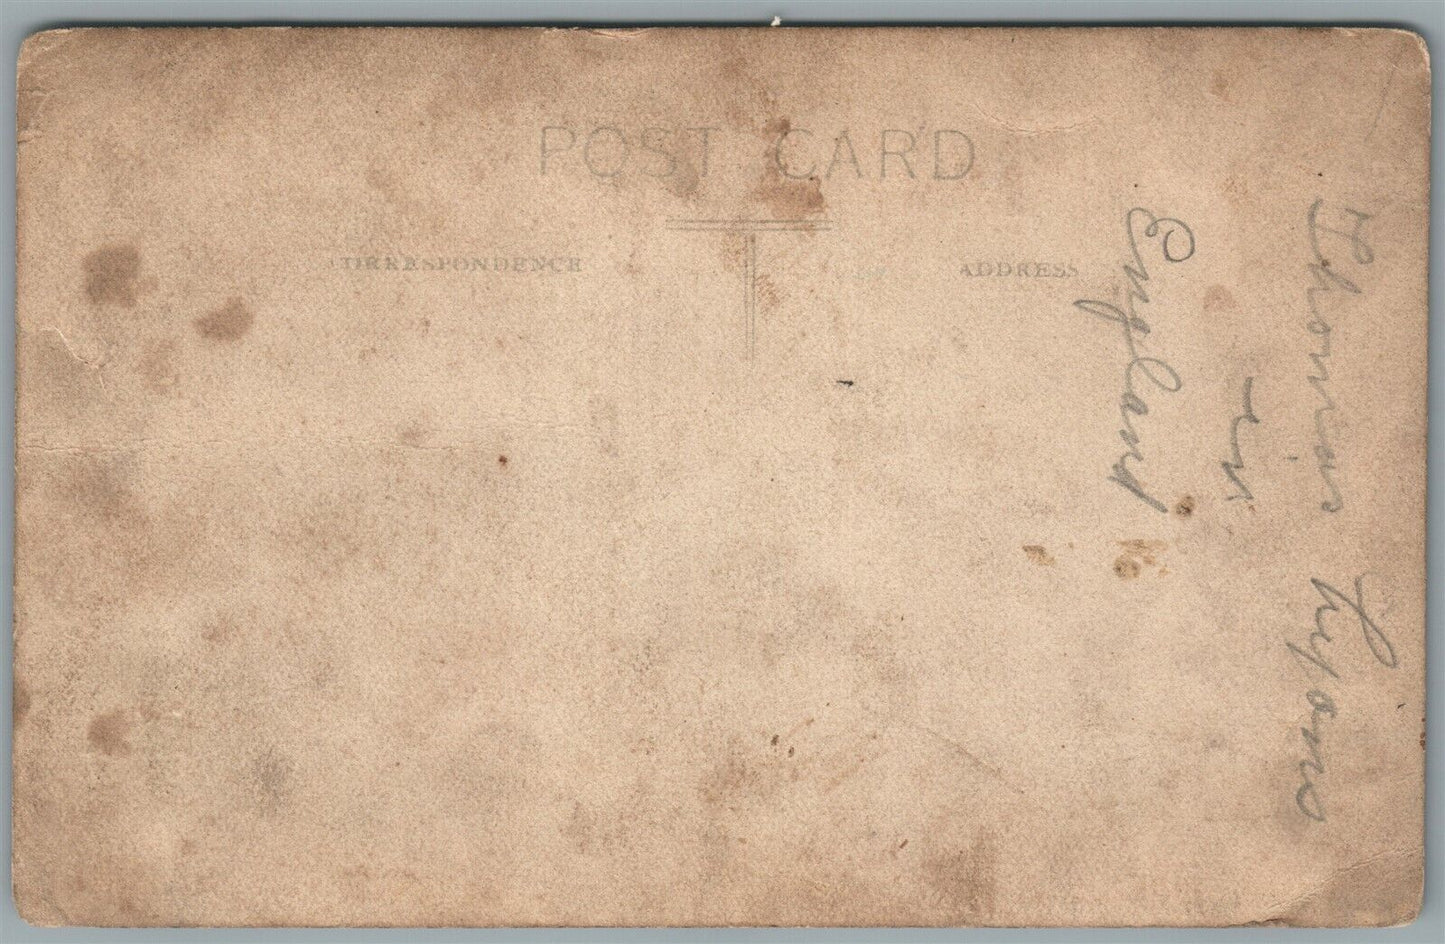 POST CARD
CORRESPONDENCE
ADDRESS
Thomas Lyons
in
England